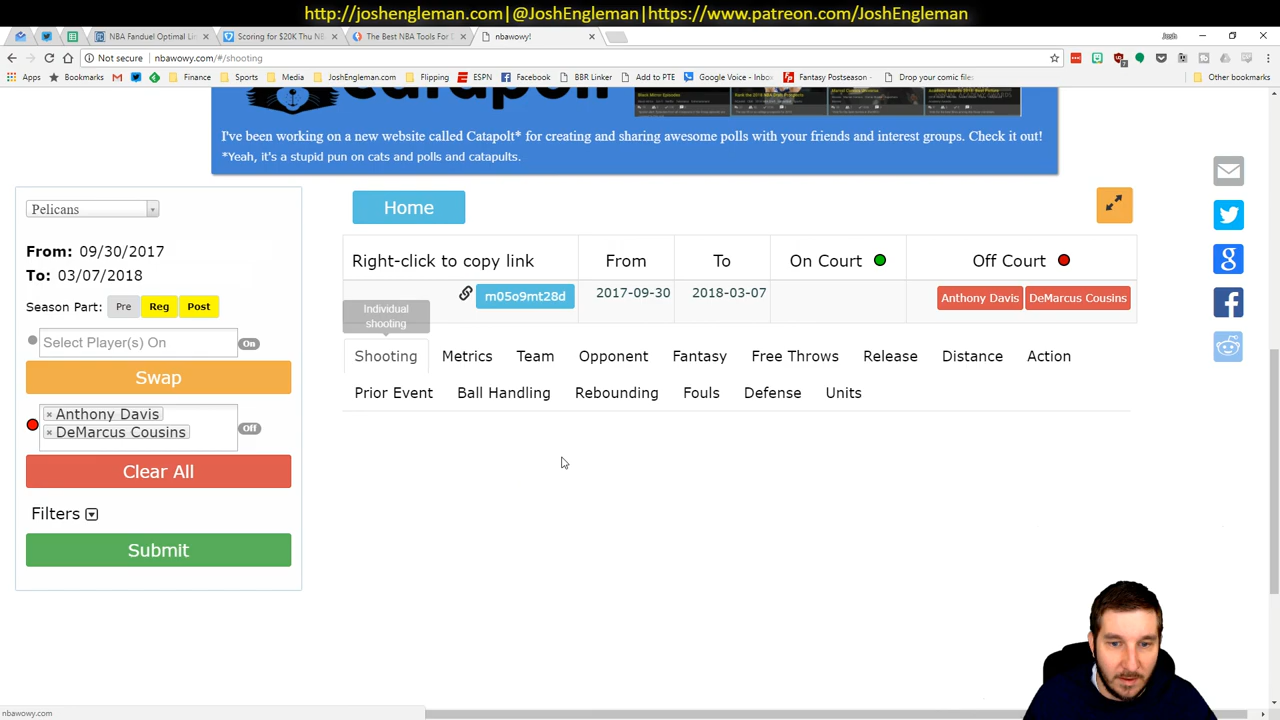 http://joshengleman.com|@JoshEngleman|https://www.patreon.com/JoshEngleman
NBA Fanduel Optimal Li
Scoring for $20K Thu NB
The Best NBA Tools For D
nbawowy!
Josh
Not secure nbawowy.com/#/shooting
Apps Bookmarks Finance Sports Media JoshEngleman.com Flipping ESPN Facebook BBR Linker Add to PTE Google Voice - Inbox Fantasy Postseason - Drop your comic files Other bookmarks
I've been working on a new website called Catapolt* for creating and sharing awesome polls with your friends and interest groups. Check it out!
*Yeah, it's a stupid pun on cats and polls and catapults.
Pelicans
From: 09/30/2017
To: 03/07/2018
Season Part: Pre Reg Post
Select Player(s) On On
Swap
× Anthony Davis
× DeMarcus Cousins
Off
Clear All
Filters
Submit
Home
Right-click to copy link From To On Court Off Court
m05o9mt28d 2017-09-30 2018-03-07 Anthony Davis DeMarcus Cousins
Individual
shooting
Shooting Metrics Team Opponent Fantasy Free Throws Release Distance Action
Prior Event Ball Handling Rebounding Fouls Defense Units
nbawowy.com